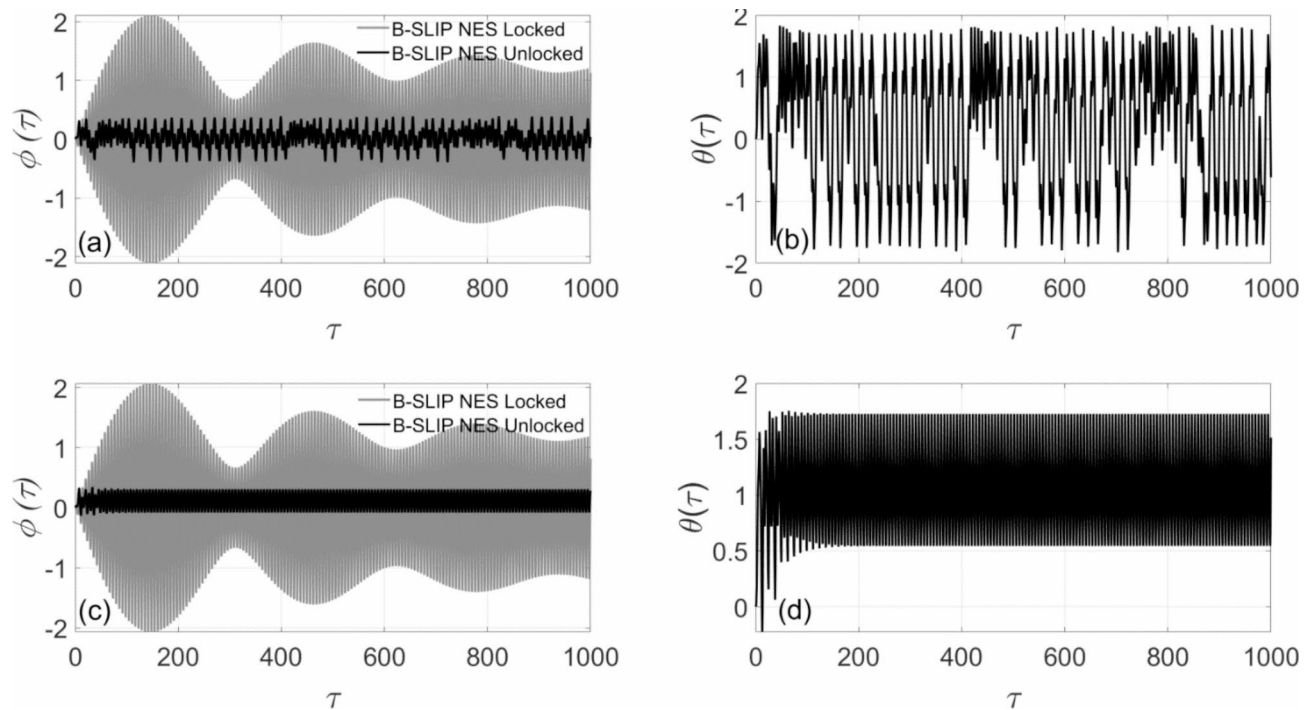 2
1
0
-1
-2
ϕ (τ)
B-SLIP NES Locked
B-SLIP NES Unlocked
(a)
0 200 400 600 800 1000
τ
2
1
0
-1
-2
θ(τ)
(b)
0 200 400 600 800 1000
τ
2
1
0
-1
-2
ϕ (τ)
B-SLIP NES Locked
B-SLIP NES Unlocked
(c)
0 200 400 600 800 1000
τ
2
1.5
1
0.5
0
θ(τ)
(d)
0 200 400 600 800 1000
τ